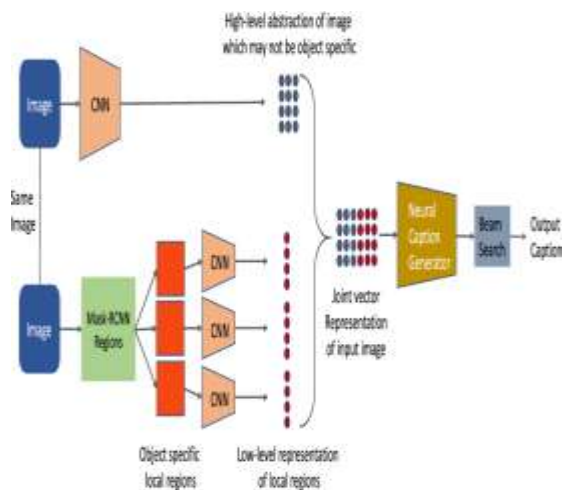 High-level abstraction of image
which may not be object specific
Image
CNN
Same
Image
Image
Mask-RCNN
Regions
CNN
CNN
CNN
Object specific
local regions
Low-level representation
of local regions
Joint vector
Representation
of input image
Neural
Caption
Generator
Beam
Search
Output
Caption